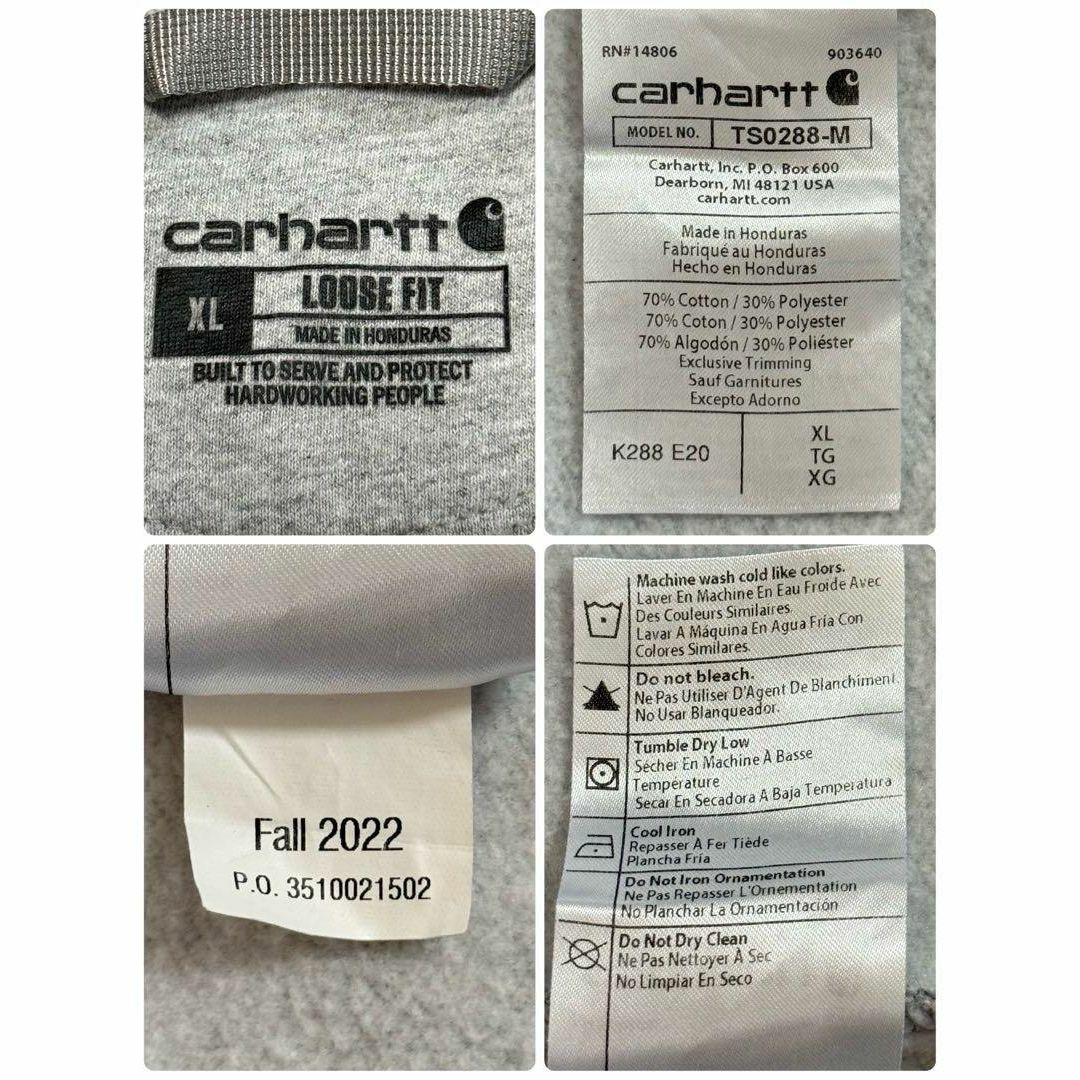 carhartt
XL
LOOSE FIT
MADE IN HONDURAS
BUILT TO SERVE AND PROTECT
HARDWORKING PEOPLE
RN#14806 903640
carhartt
MODEL NO. TS0288-M
Carhartt, Inc. P.O. Box 600
Dearborn, MI 48121 USA
carhartt.com
Made in Honduras
Fabriqué au Honduras
Hecho en Honduras
70% Cotton / 30% Polyester
70% Coton / 30% Polyester
70% Algodón / 30% Poliéster
Exclusive Trimming
Sauf Garnitures
Excepto Adorno
K288 E20
XL
TG
XG
Fall 2022
P.O. 3510021502
Machine wash cold like colors.
Laver En Machine En Eau Froide Avec
Des Couleurs Similaires.
Lavar A Máquina En Agua Fría Con
Colores Similares.
Do not bleach.
Ne Pas Utiliser D'Agent De Blanchiment.
No Usar Blanqueador.
Tumble Dry Low
Sécher En Machine À Basse
Température
Secar En Secadora A Baja Temperatura
Cool Iron
Repasser À Fer Tiède
Plancha Fría
Do Not Iron Ornamentation
Ne Pas Repasser L'Ornementation
No Planchar La Ornamentación
Do Not Dry Clean
Ne Pas Nettoyer À Sec
No Limpiar En Seco